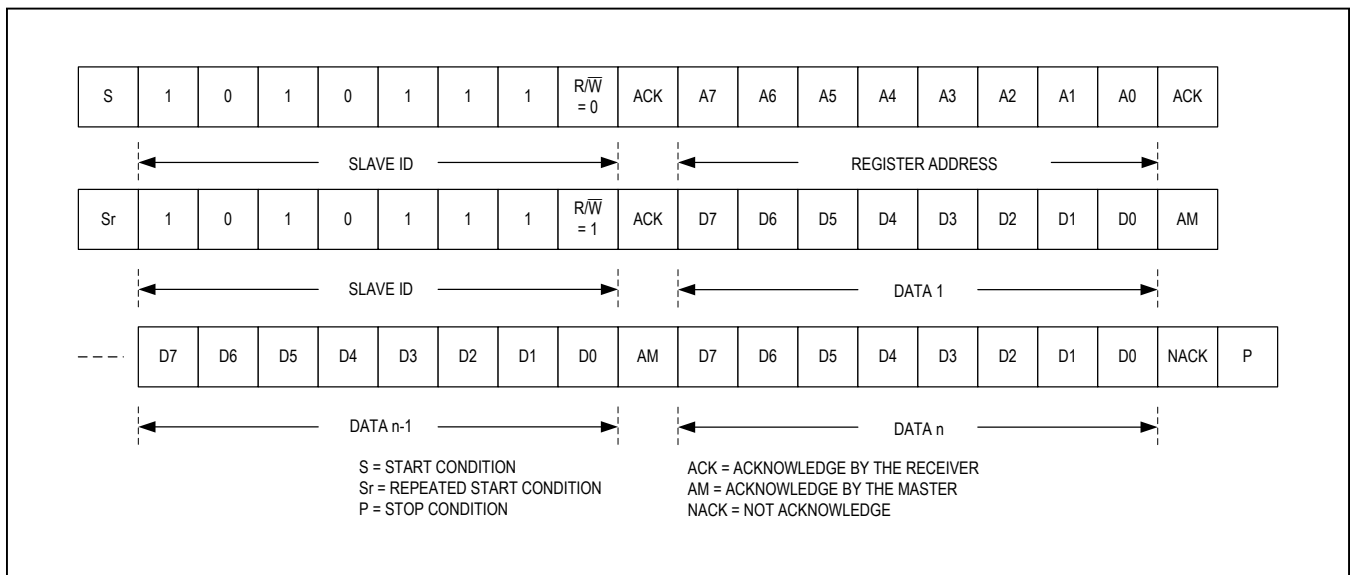 S 1 0 1 0 1 1 1 R/W̅ = 0 ACK A7 A6 A5 A4 A3 A2 A1 A0 ACK
SLAVE ID REGISTER ADDRESS
Sr 1 0 1 0 1 1 1 R/W̅ = 1 ACK D7 D6 D5 D4 D3 D2 D1 D0 AM
SLAVE ID DATA 1
D7 D6 D5 D4 D3 D2 D1 D0 AM D7 D6 D5 D4 D3 D2 D1 D0 NACK P
DATA n-1 DATA n
S = START CONDITION
Sr = REPEATED START CONDITION
P = STOP CONDITION
ACK = ACKNOWLEDGE BY THE RECEIVER
AM = ACKNOWLEDGE BY THE MASTER
NACK = NOT ACKNOWLEDGE